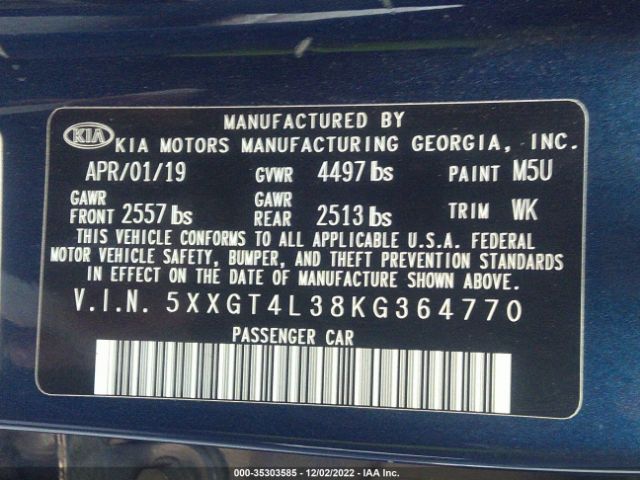 MANUFACTURED BY
KIA KIA MOTORS MANUFACTURING GEORGIA, INC.
APR/01/19 GVWR 4497 lbs PAINT M5U
GAWR FRONT 2557 lbs GAWR REAR 2513 lbs TRIM WK
THIS VEHICLE CONFORMS TO ALL APPLICABLE U.S.A. FEDERAL
MOTOR VEHICLE SAFETY, BUMPER, AND THEFT PREVENTION STANDARDS
IN EFFECT ON THE DATE OF MANUFACTURE SHOWN ABOVE.
V.I.N. 5XXGT4L38KG364770
PASSENGER CAR
000-35303585 - 12/02/2022 - IAA Inc.